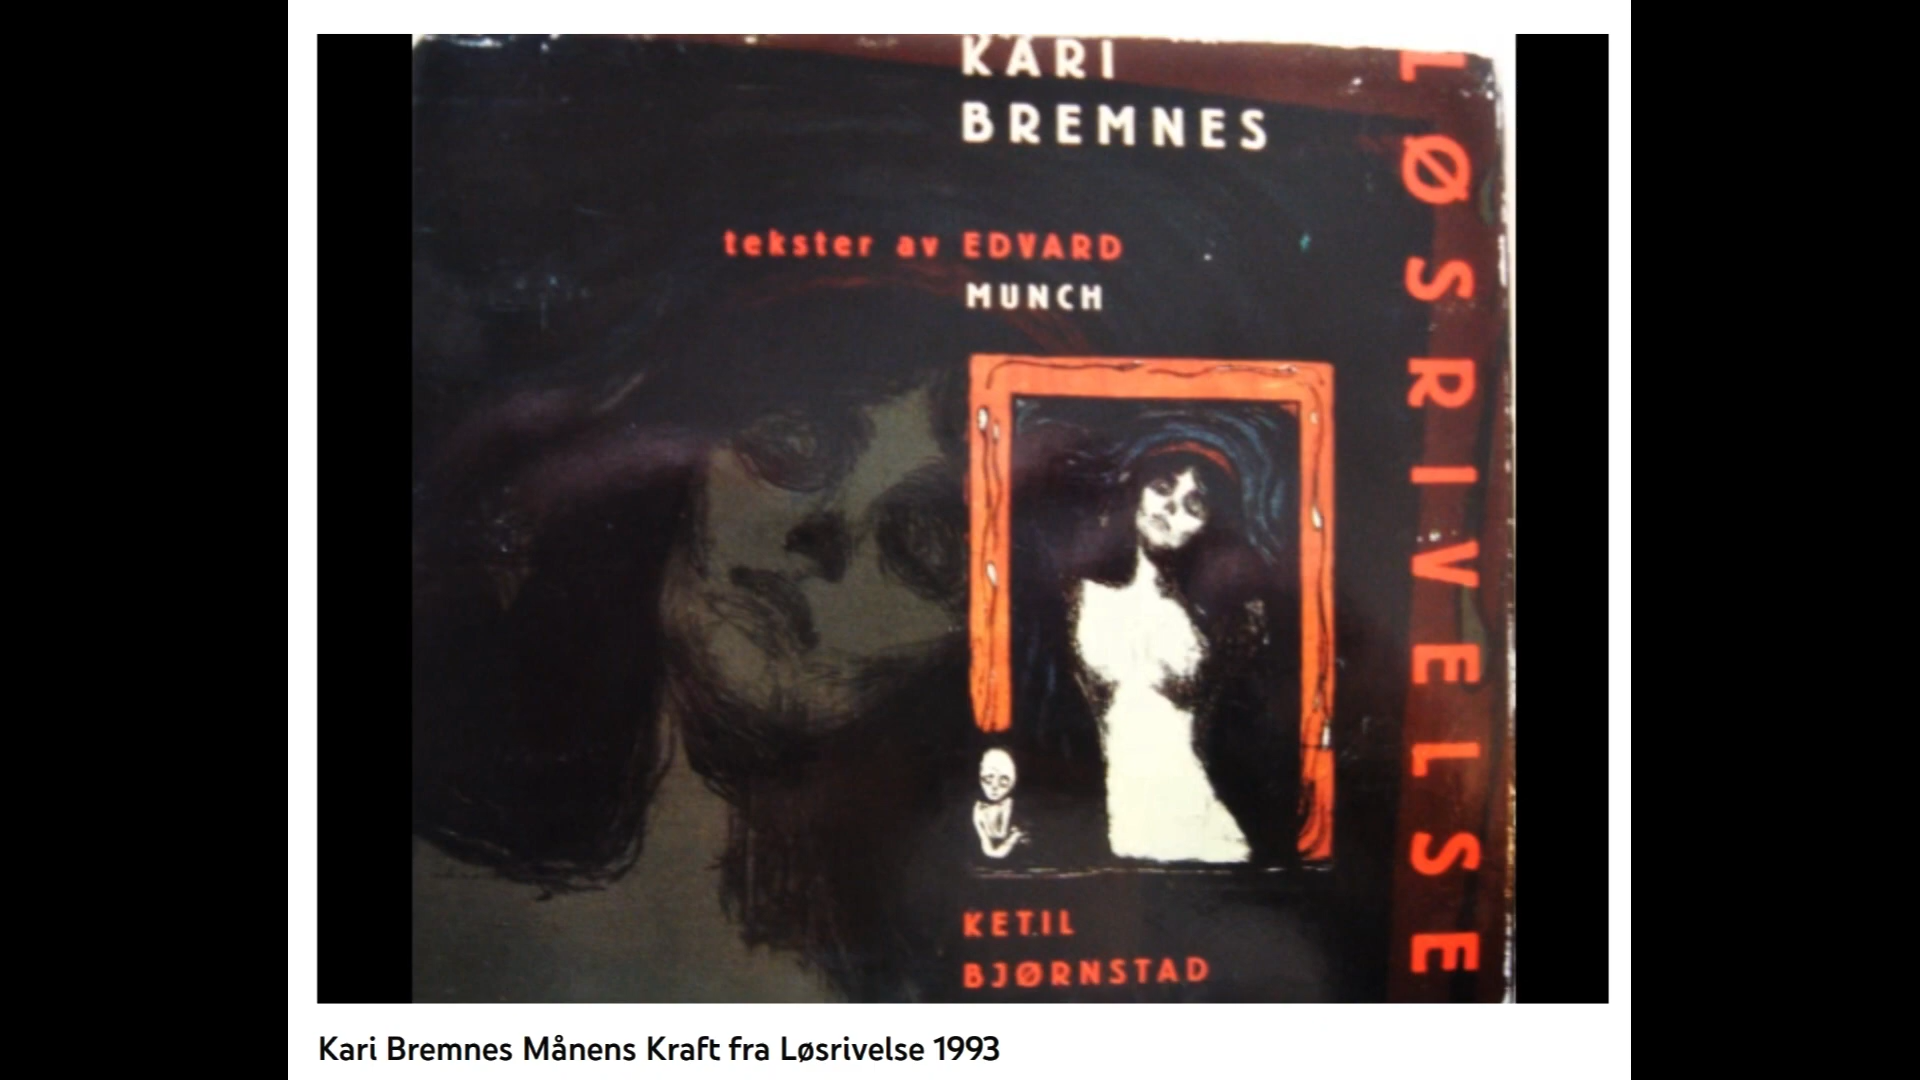 KARI
BREMNES
tekster av EDVARD
MUNCH
LØSRIVELSE
KETIL
BJØRNSTAD
Kari Bremnes Månens Kraft fra Løsrivelse 1993